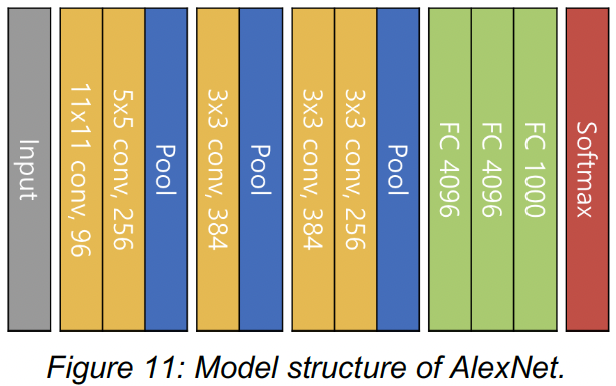 Input
11x11 conv, 96
5x5 conv, 256
Pool
3x3 conv, 384
Pool
3x3 conv, 384
3x3 conv, 256
Pool
FC 4096
FC 4096
FC 1000
Softmax
Figure 11: Model structure of AlexNet.